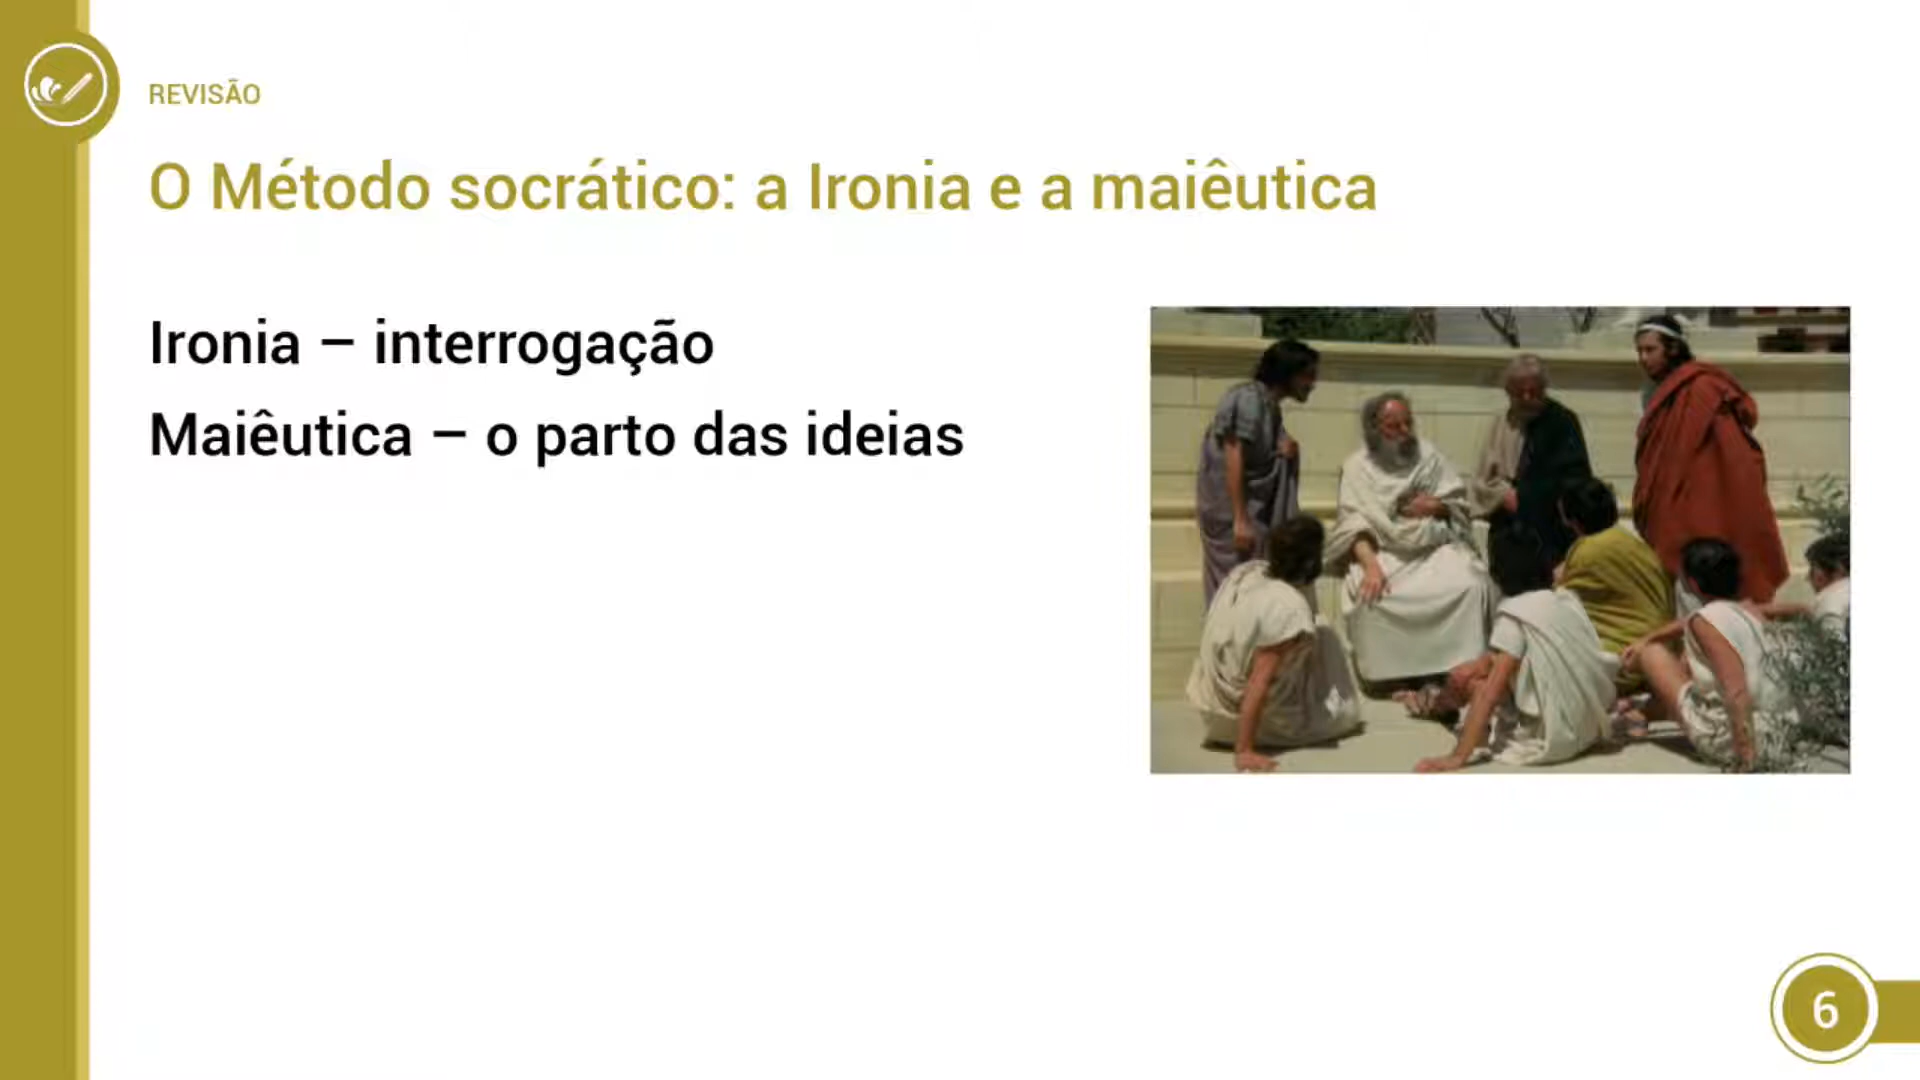 REVISÃO
O Método socrático: a Ironia e a maiêutica
Ironia – interrogação
Maiêutica – o parto das ideias
6